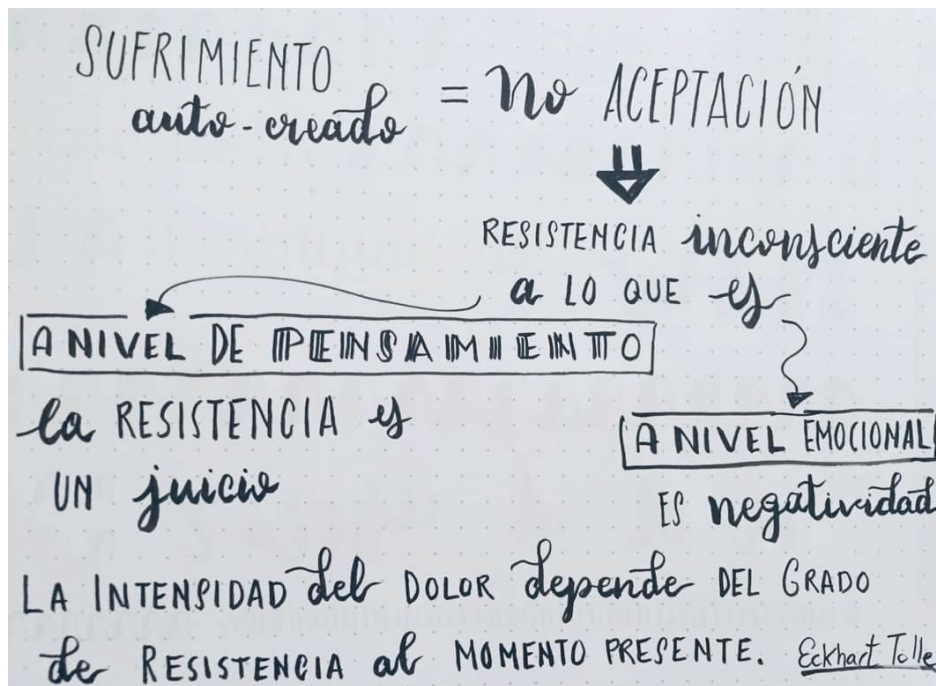 SUFRIMIENTO
auto-creado = No ACEPTACIÓN
RESISTENCIA inconsciente
a LO QUE es
A NIVEL DE PENSAMIENTO
la RESISTENCIA es
UN juicio
A NIVEL EMOCIONAL
ES negatividad
LA INTENSIDAD del DOLOR depende DEL GRADO
de RESISTENCIA al MOMENTO PRESENTE. Eckhart Tolle